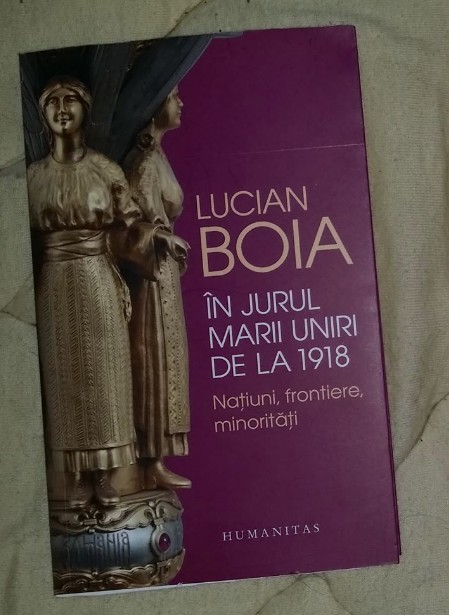 LUCIAN
BOIA
ÎN JURUL
MARII UNIRI
DE LA 1918
Națiuni, frontiere,
minorități
HUMANITAS